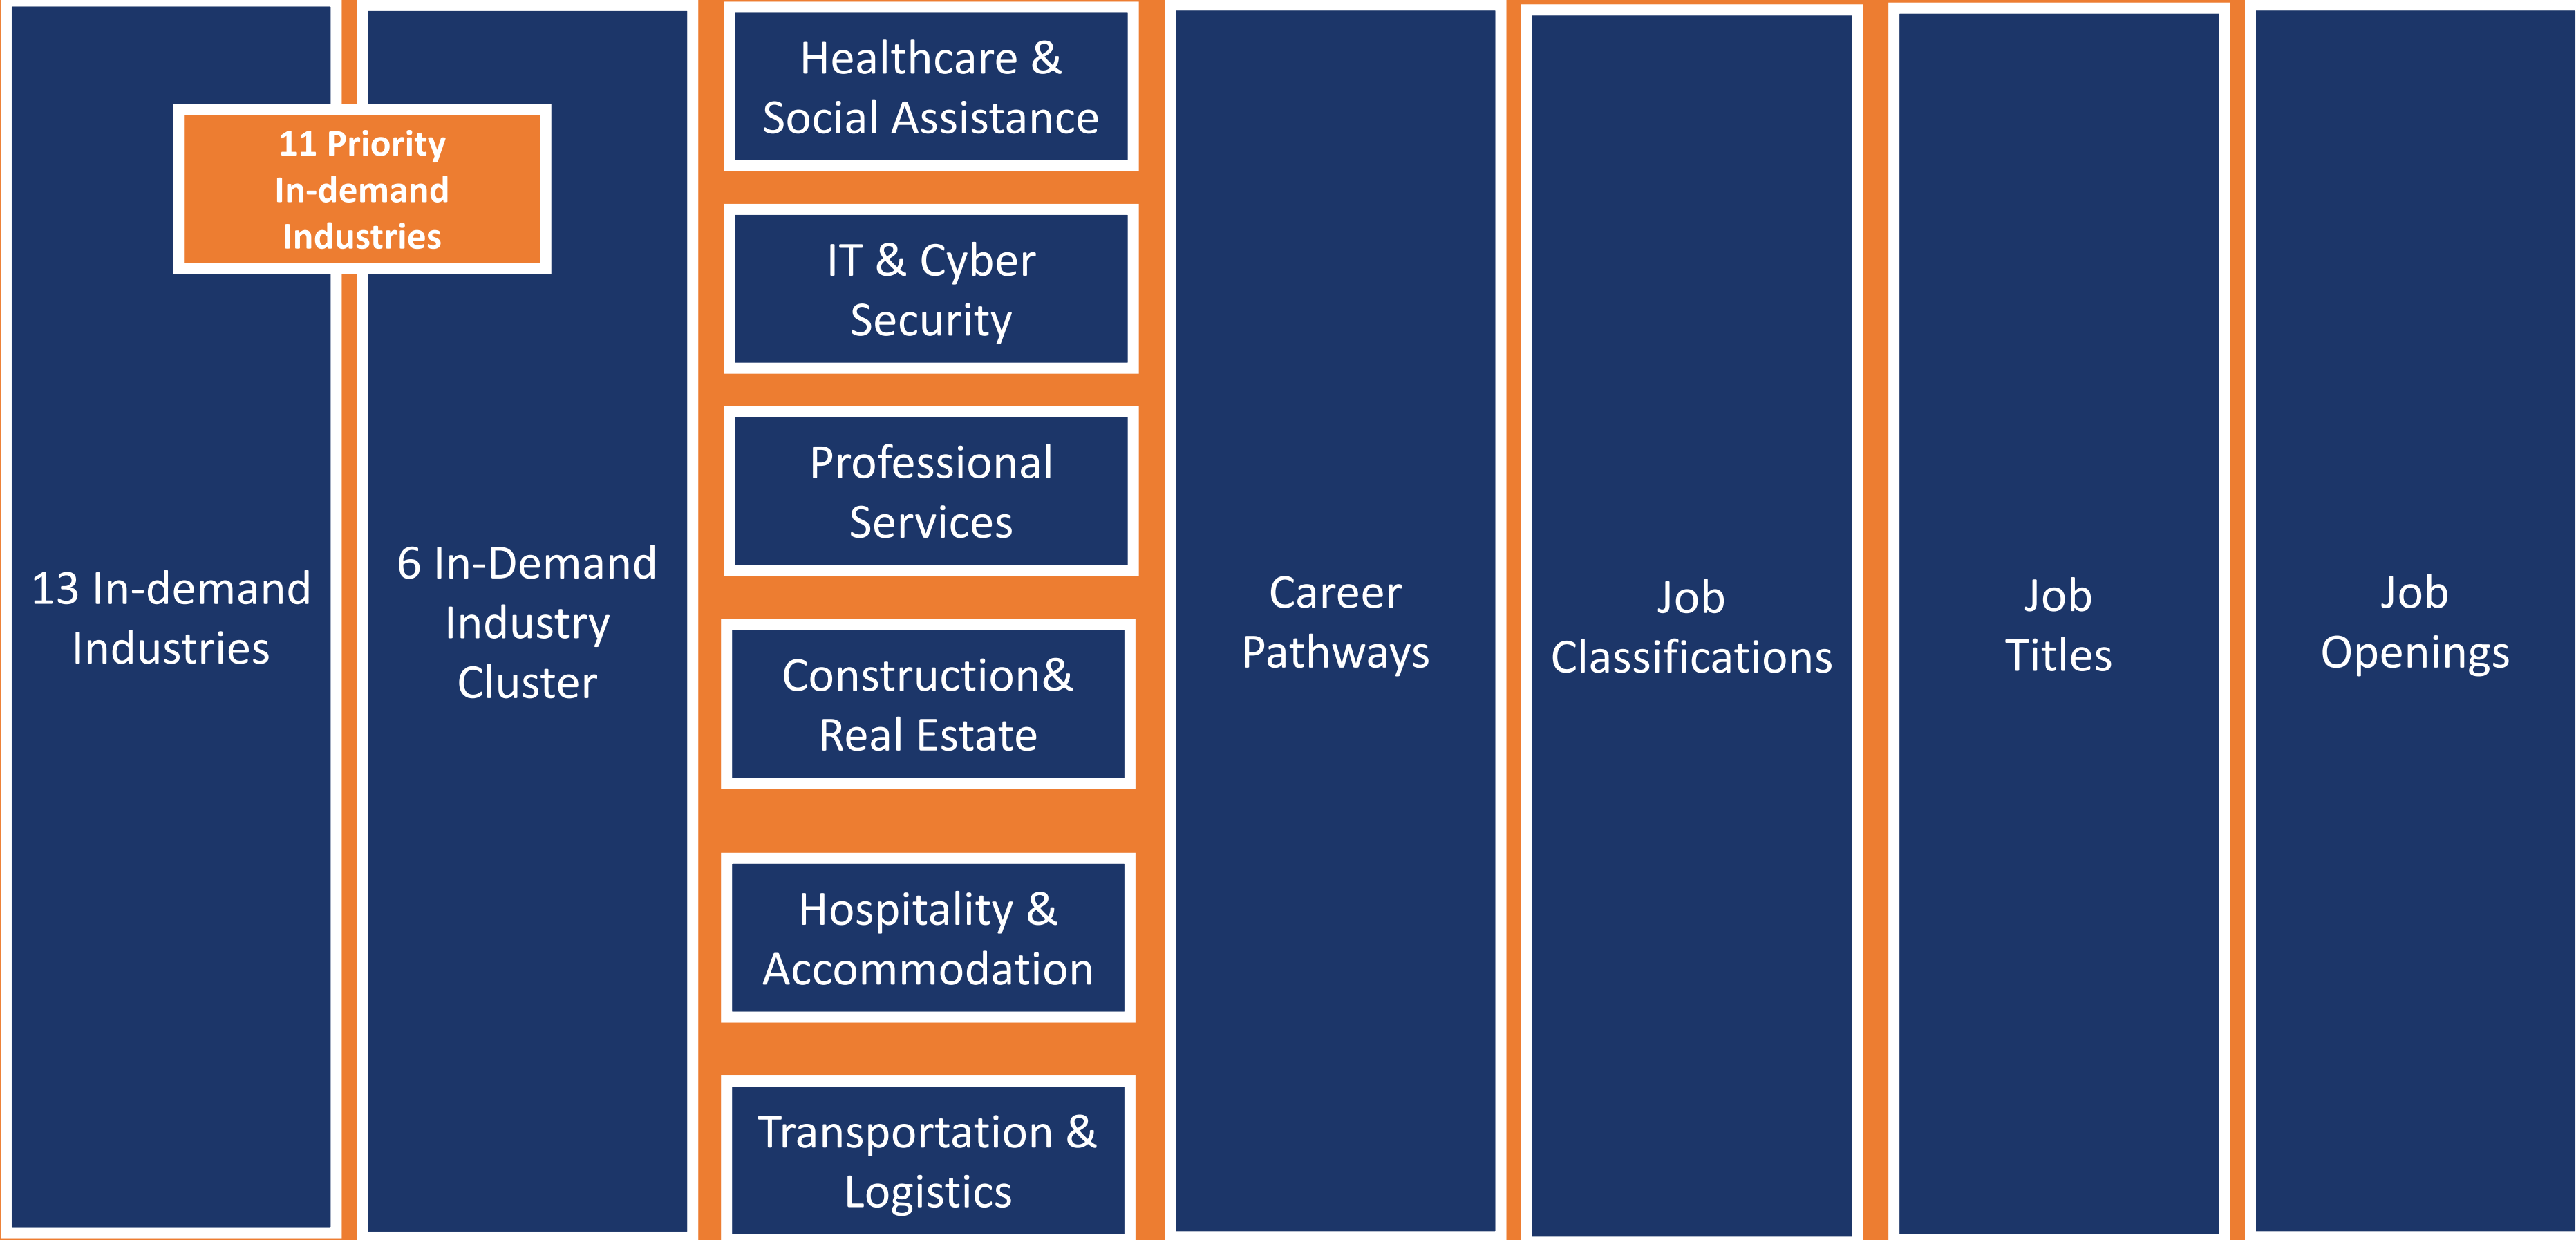 13 In-demand
Industries
11 Priority
In-demand
Industries
6 In-Demand
Industry
Cluster
Healthcare &
Social Assistance
IT & Cyber
Security
Professional
Services
Construction&
Real Estate
Hospitality &
Accommodation
Transportation &
Logistics
Career
Pathways
Job
Classifications
Job
Titles
Job
Openings